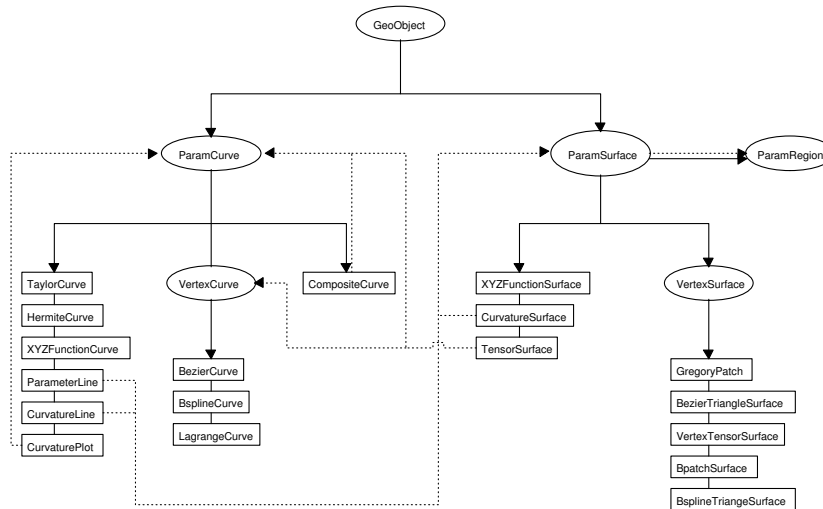 GeoObject
ParamCurve
ParamSurface
ParamRegion
TaylorCurve
VertexCurve
CompositeCurve
XYZFunctionSurface
VertexSurface
HermiteCurve
CurvatureSurface
XYZFunctionCurve
TensorSurface
ParameterLine
BezierCurve
GregoryPatch
CurvatureLine
BsplineCurve
BezierTriangleSurface
CurvaturePlot
LagrangeCurve
VertexTensorSurface
BpatchSurface
BsplineTriangeSurface